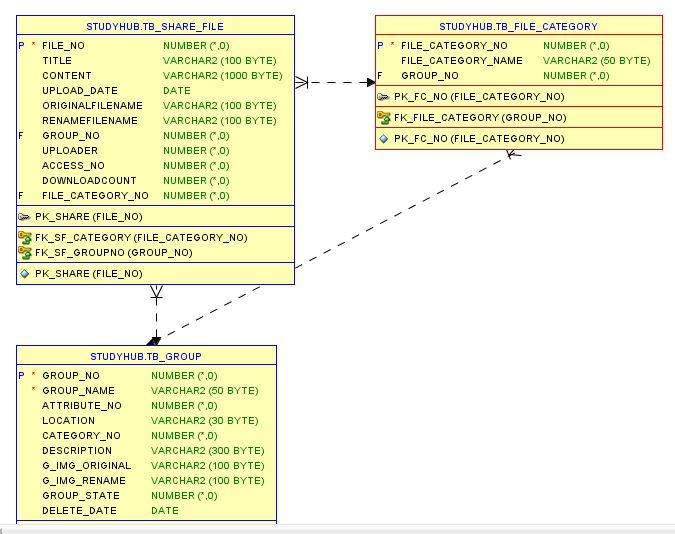 STUDYHUB.TB_SHARE_FILE
P * FILE_NO NUMBER (*,0)
TITLE VARCHAR2 (100 BYTE)
CONTENT VARCHAR2 (1000 BYTE)
UPLOAD_DATE DATE
ORIGINALFILENAME VARCHAR2 (100 BYTE)
RENAMEFILENAME VARCHAR2 (100 BYTE)
F GROUP_NO NUMBER (*,0)
UPLOADER NUMBER (*,0)
ACCESS_NO NUMBER (*,0)
DOWNLOADCOUNT NUMBER (*,0)
F FILE_CATEGORY_NO NUMBER (*,0)
PK_SHARE (FILE_NO)
FK_SF_CATEGORY (FILE_CATEGORY_NO)
FK_SF_GROUPNO (GROUP_NO)
PK_SHARE (FILE_NO)
STUDYHUB.TB_FILE_CATEGORY
P * FILE_CATEGORY_NO NUMBER (*,0)
FILE_CATEGORY_NAME VARCHAR2 (50 BYTE)
F GROUP_NO NUMBER (*,0)
PK_FC_NO (FILE_CATEGORY_NO)
FK_FILE_CATEGORY (GROUP_NO)
PK_FC_NO (FILE_CATEGORY_NO)
STUDYHUB.TB_GROUP
P * GROUP_NO NUMBER (*,0)
* GROUP_NAME VARCHAR2 (50 BYTE)
ATTRIBUTE_NO NUMBER (*,0)
LOCATION VARCHAR2 (30 BYTE)
CATEGORY_NO NUMBER (*,0)
DESCRIPTION VARCHAR2 (300 BYTE)
G_IMG_ORIGINAL VARCHAR2 (100 BYTE)
G_IMG_RENAME VARCHAR2 (100 BYTE)
GROUP_STATE NUMBER (*,0)
DELETE_DATE DATE